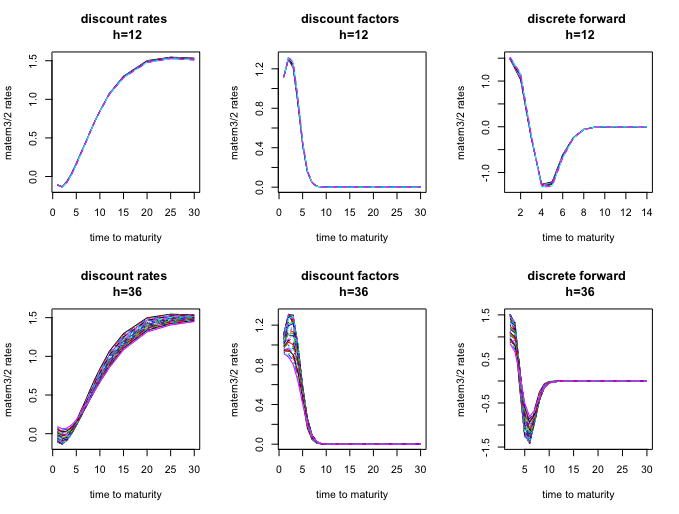 discount rates
h=12
matern3/2 rates
0.0 0.5 1.0 1.5
0 5 10 15 20 25 30
time to maturity
discount factors
h=12
matern3/2 rates
0.0 0.4 0.8 1.2
0 5 10 15 20 25 30
time to maturity
discrete forward
h=12
matern3/2 rates
-1.0 0.0 1.0
2 4 6 8 10 12 14
time to maturity
discount rates
h=36
matern3/2 rates
0.0 0.5 1.0 1.5
0 5 10 15 20 25 30
time to maturity
discount factors
h=36
matern3/2 rates
0.0 0.4 0.8 1.2
0 5 10 15 20 25 30
time to maturity
discrete forward
h=36
matern3/2 rates
-1.5 -0.5 0.5 1.5
0 5 10 15 20 25 30
time to maturity